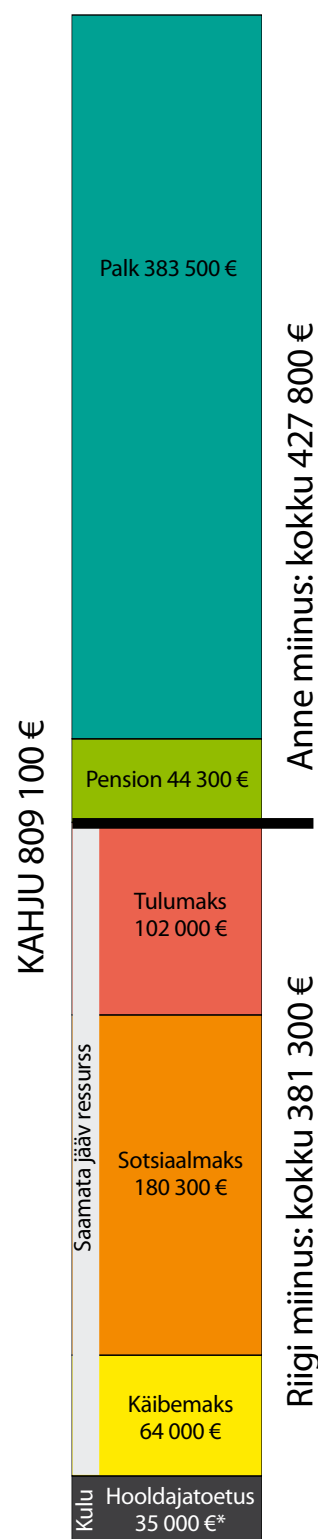 Palk 383 500 €
Anne miinus: kokku 427 800 €
Pension 44 300 €
KAHJU 809 100 €
Tulumaks
102 000 €
Saamata jääv ressurss
Sotsiaalmaks
180 300 €
Riigi miinus: kokku 381 300 €
Käibemaks
64 000 €
Kulu
Hooldajatoetus
35 000 €*